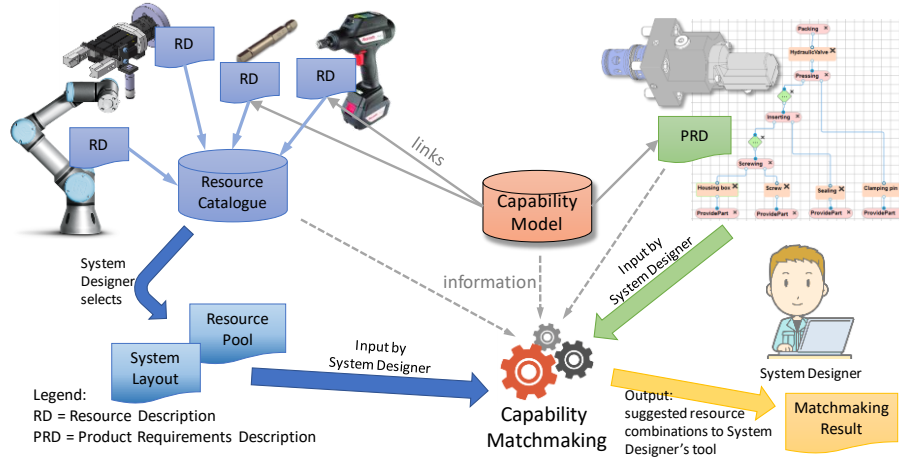 RD
RD
RD
RD
Resource
Catalogue
links
Capability
Model
PRD
Packing
HydraulicValve
Pressing
Inserting
Screwing
Housing box
Screw
Sealing
Clamping pin
ProvidePart
ProvidePart
ProvidePart
ProvidePart
System
Designer
selects
information
Input by
System Designer
Resource
Pool
System
Layout
Input by
System Designer
System Designer
Legend:
RD = Resource Description
PRD = Product Requirements Description
Capability
Matchmaking
Output:
suggested resource
combinations to System
Designer's tool
Matchmaking
Result